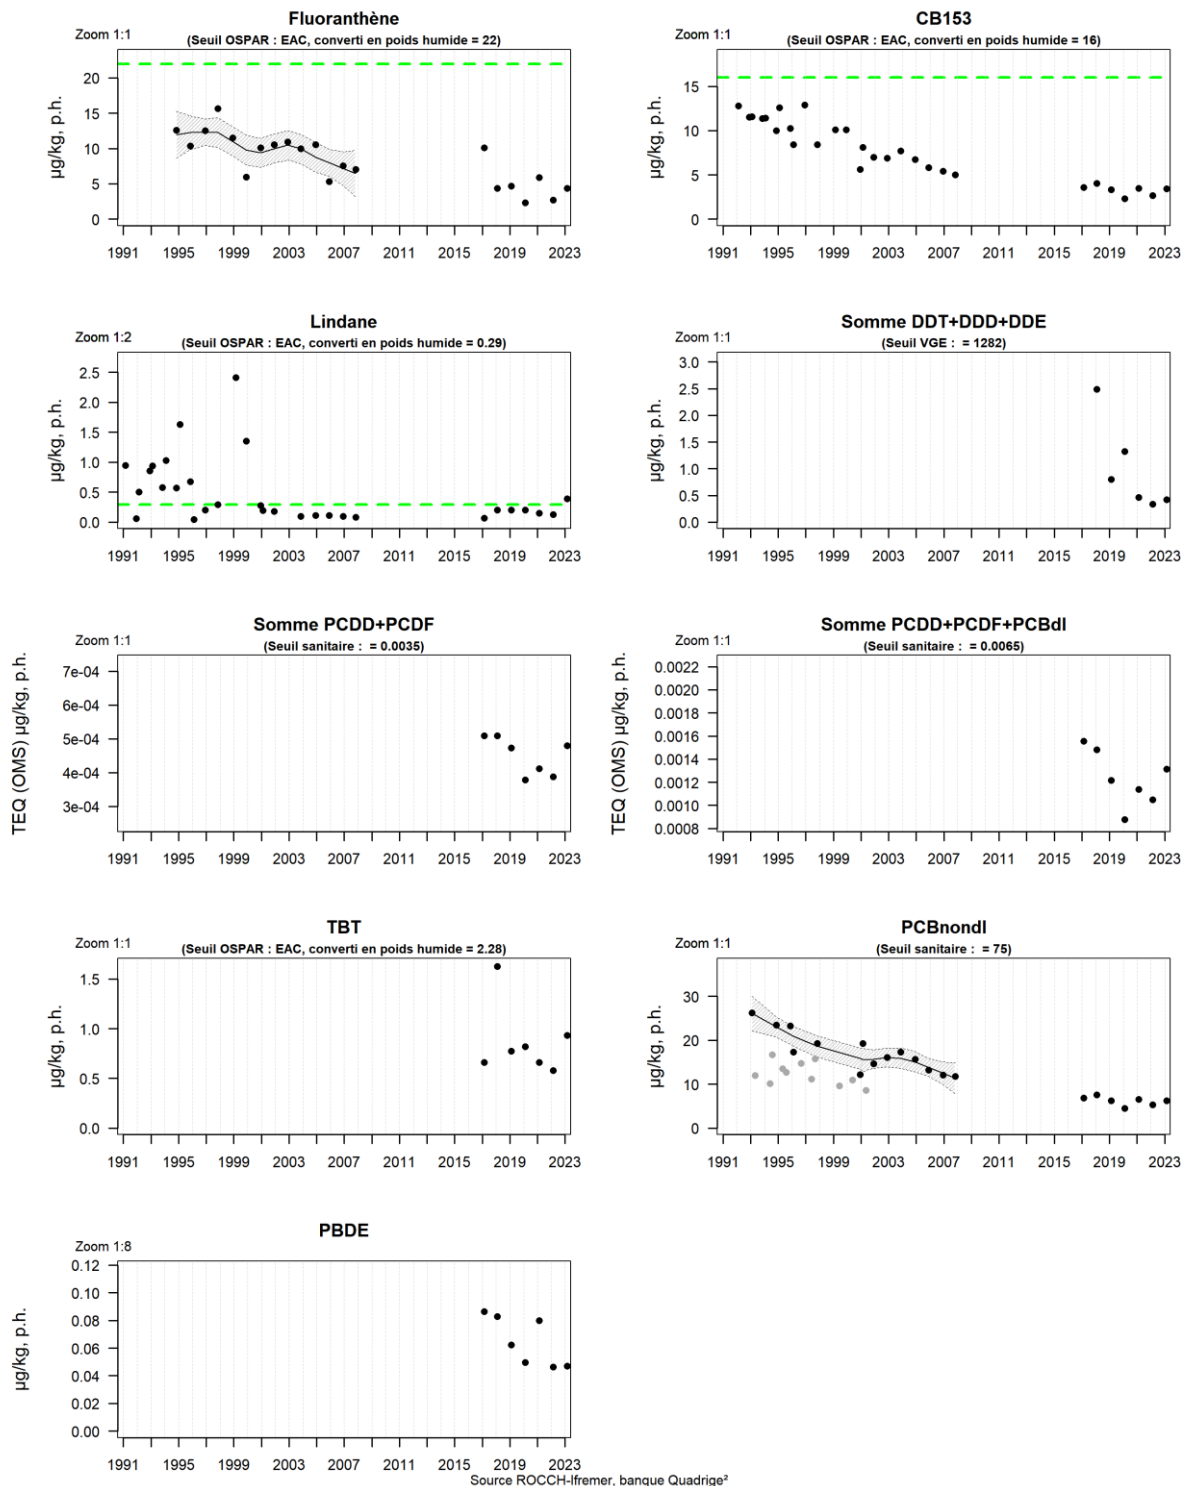 Fluoranthène
Zoom 1:1
(Seuil OSPAR : EAC, converti en poids humide = 22)
µg/kg, p.h.
20
15
10
5
0
1991 1995 1999 2003 2007 2011 2015 2019 2023
CB153
Zoom 1:1
(Seuil OSPAR : EAC, converti en poids humide = 16)
µg/kg, p.h.
15
10
5
0
1991 1995 1999 2003 2007 2011 2015 2019 2023
Lindane
Zoom 1:2
(Seuil OSPAR : EAC, converti en poids humide = 0.29)
µg/kg, p.h.
2.5
2.0
1.5
1.0
0.5
0.0
1991 1995 1999 2003 2007 2011 2015 2019 2023
Somme DDT+DDD+DDE
Zoom 1:1
(Seuil VGE :  = 1282)
µg/kg, p.h.
3.0
2.5
2.0
1.5
1.0
0.5
0.0
1991 1995 1999 2003 2007 2011 2015 2019 2023
Somme PCDD+PCDF
Zoom 1:1
(Seuil sanitaire :  = 0.0035)
TEQ (OMS) µg/kg, p.h.
7e-04
6e-04
5e-04
4e-04
3e-04
1991 1995 1999 2003 2007 2011 2015 2019 2023
Somme PCDD+PCDF+PCBdl
Zoom 1:1
(Seuil sanitaire :  = 0.0065)
TEQ (OMS) µg/kg, p.h.
0.0022
0.0020
0.0018
0.0016
0.0014
0.0012
0.0010
0.0008
1991 1995 1999 2003 2007 2011 2015 2019 2023
TBT
Zoom 1:1
(Seuil OSPAR : EAC, converti en poids humide = 2.28)
µg/kg, p.h.
1.5
1.0
0.5
0.0
1991 1995 1999 2003 2007 2011 2015 2019 2023
PCBnondl
Zoom 1:1
(Seuil sanitaire :  = 75)
µg/kg, p.h.
30
20
10
0
1991 1995 1999 2003 2007 2011 2015 2019 2023
PBDE
Zoom 1:8
µg/kg, p.h.
0.12
0.10
0.08
0.06
0.04
0.02
0.00
1991 1995 1999 2003 2007 2011 2015 2019 2023
Source ROCCH-Ifremer, banque Quadrige²